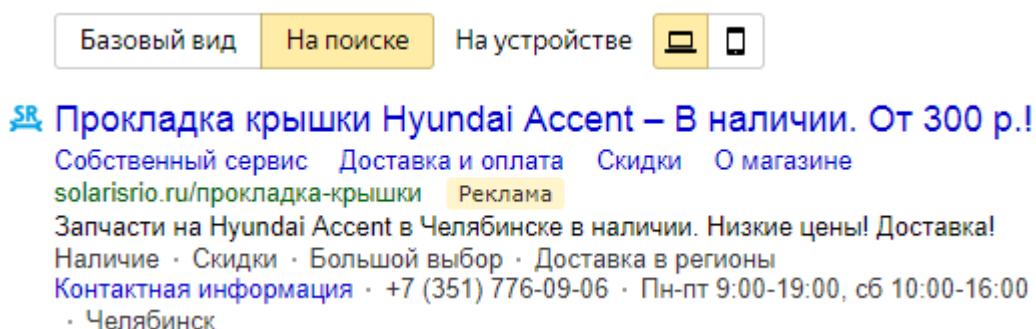 Базовый вид На поиске На устройстве
SR Прокладка крышки Hyundai Accent – В наличии. От 300 р.!
Собственный сервис Доставка и оплата Скидки О магазине
solarisrio.ru/прокладка-крышки Реклама
Запчасти на Hyundai Accent в Челябинске в наличии. Низкие цены! Доставка!
Наличие · Скидки · Большой выбор · Доставка в регионы
Контактная информация · +7 (351) 776-09-06 · Пн-пт 9:00-19:00, сб 10:00-16:00
· Челябинск